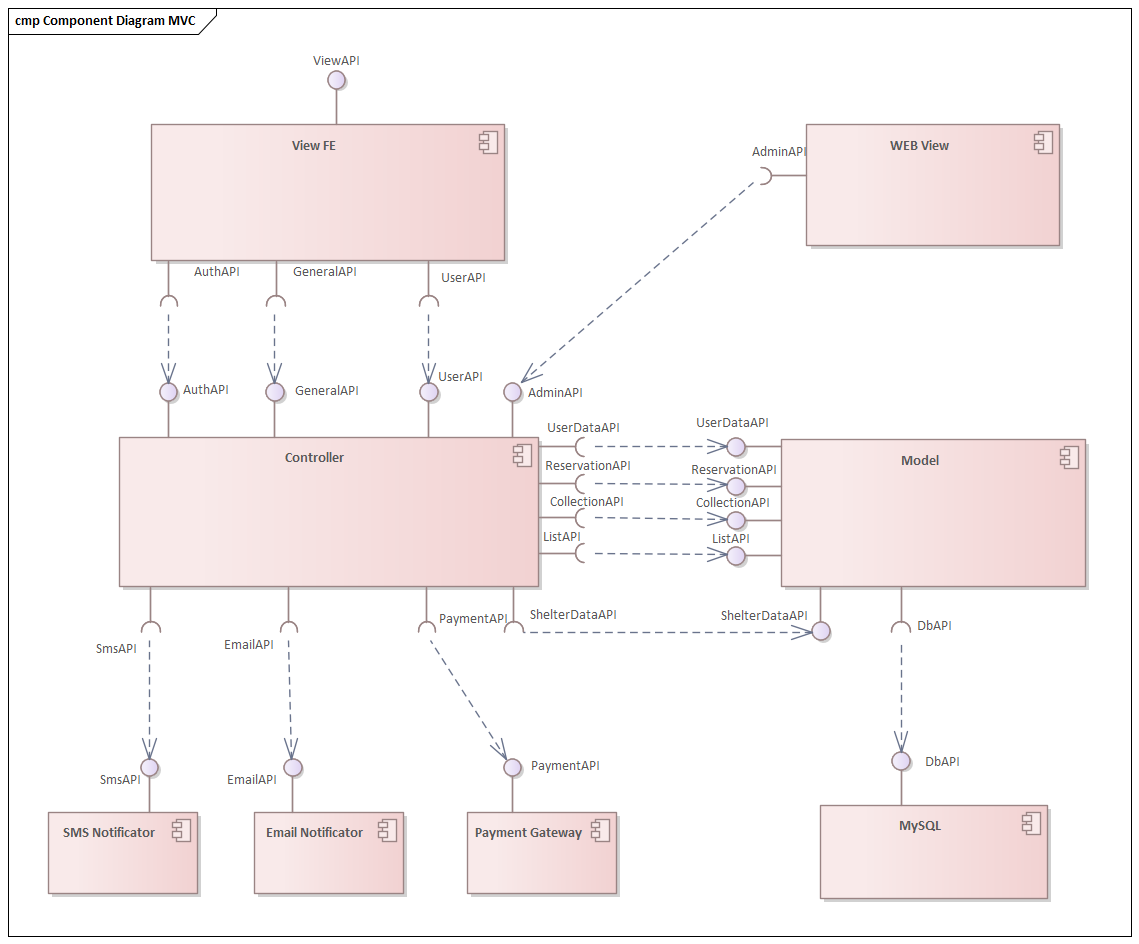 cmp Component Diagram MVC
ViewAPI
View FE
WEB View
AdminAPI
AuthAPI
GeneralAPI
UserAPI
AuthAPI
GeneralAPI
UserAPI
AdminAPI
Controller
UserDataAPI
UserDataAPI
ReservationAPI
ReservationAPI
CollectionAPI
CollectionAPI
ListAPI
ListAPI
Model
SmsAPI
EmailAPI
PaymentAPI
ShelterDataAPI
ShelterDataAPI
DbAPI
SmsAPI
EmailAPI
PaymentAPI
DbAPI
SMS Notificator
Email Notificator
Payment Gateway
MySQL